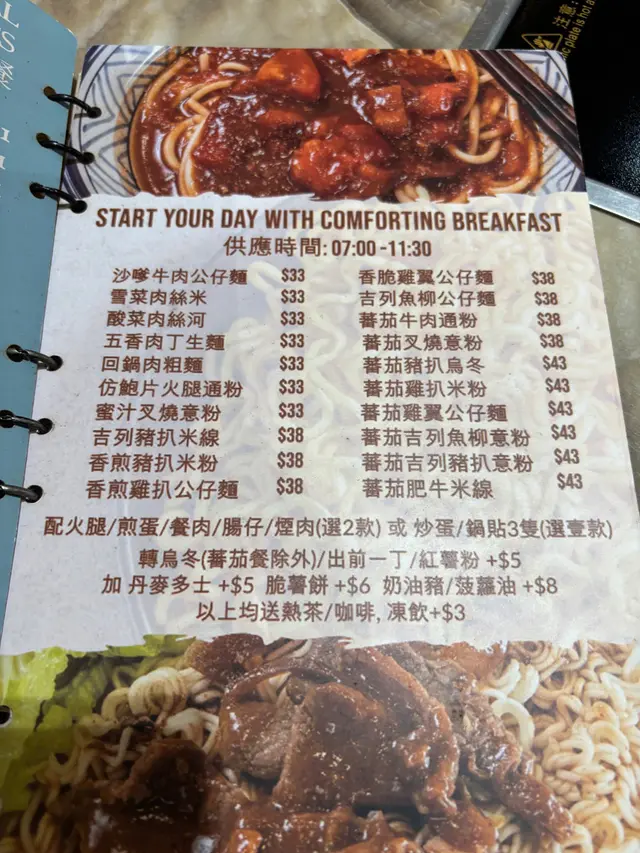 注意:
ic plate is hot a
START YOUR DAY WITH COMFORTING BREAKFAST
供應時間: 07:00 -11:30
沙嗲牛肉公仔麵 $33
雪菜肉絲米 $33
酸菜肉絲河 $33
五香肉丁生麵 $33
回鍋肉粗麵 $33
仿鮑片火腿通粉 $33
蜜汁叉燒意粉 $33
吉列豬扒米線 $38
香煎豬扒米粉 $38
香煎雞扒公仔麵 $38
香脆雞翼公仔麵 $38
吉列魚柳公仔麵 $38
蕃茄牛肉通粉 $38
蕃茄叉燒意粉 $38
蕃茄豬扒烏冬 $43
蕃茄雞扒米粉 $43
蕃茄雞翼公仔麵 $43
蕃茄吉列魚柳意粉 $43
蕃茄吉列豬扒意粉 $43
蕃茄肥牛米線 $43
配火腿/煎蛋/餐肉/腸仔/煙肉(選2款) 或 炒蛋/鍋貼3隻(選壹款)
轉烏冬(蕃茄餐除外)/出前一丁/紅薯粉 +$5
加 丹麥多士 +$5 脆薯餅 +$6 奶油豬/菠蘿油 +$8
以上均送熱茶/咖啡, 凍飲+$3